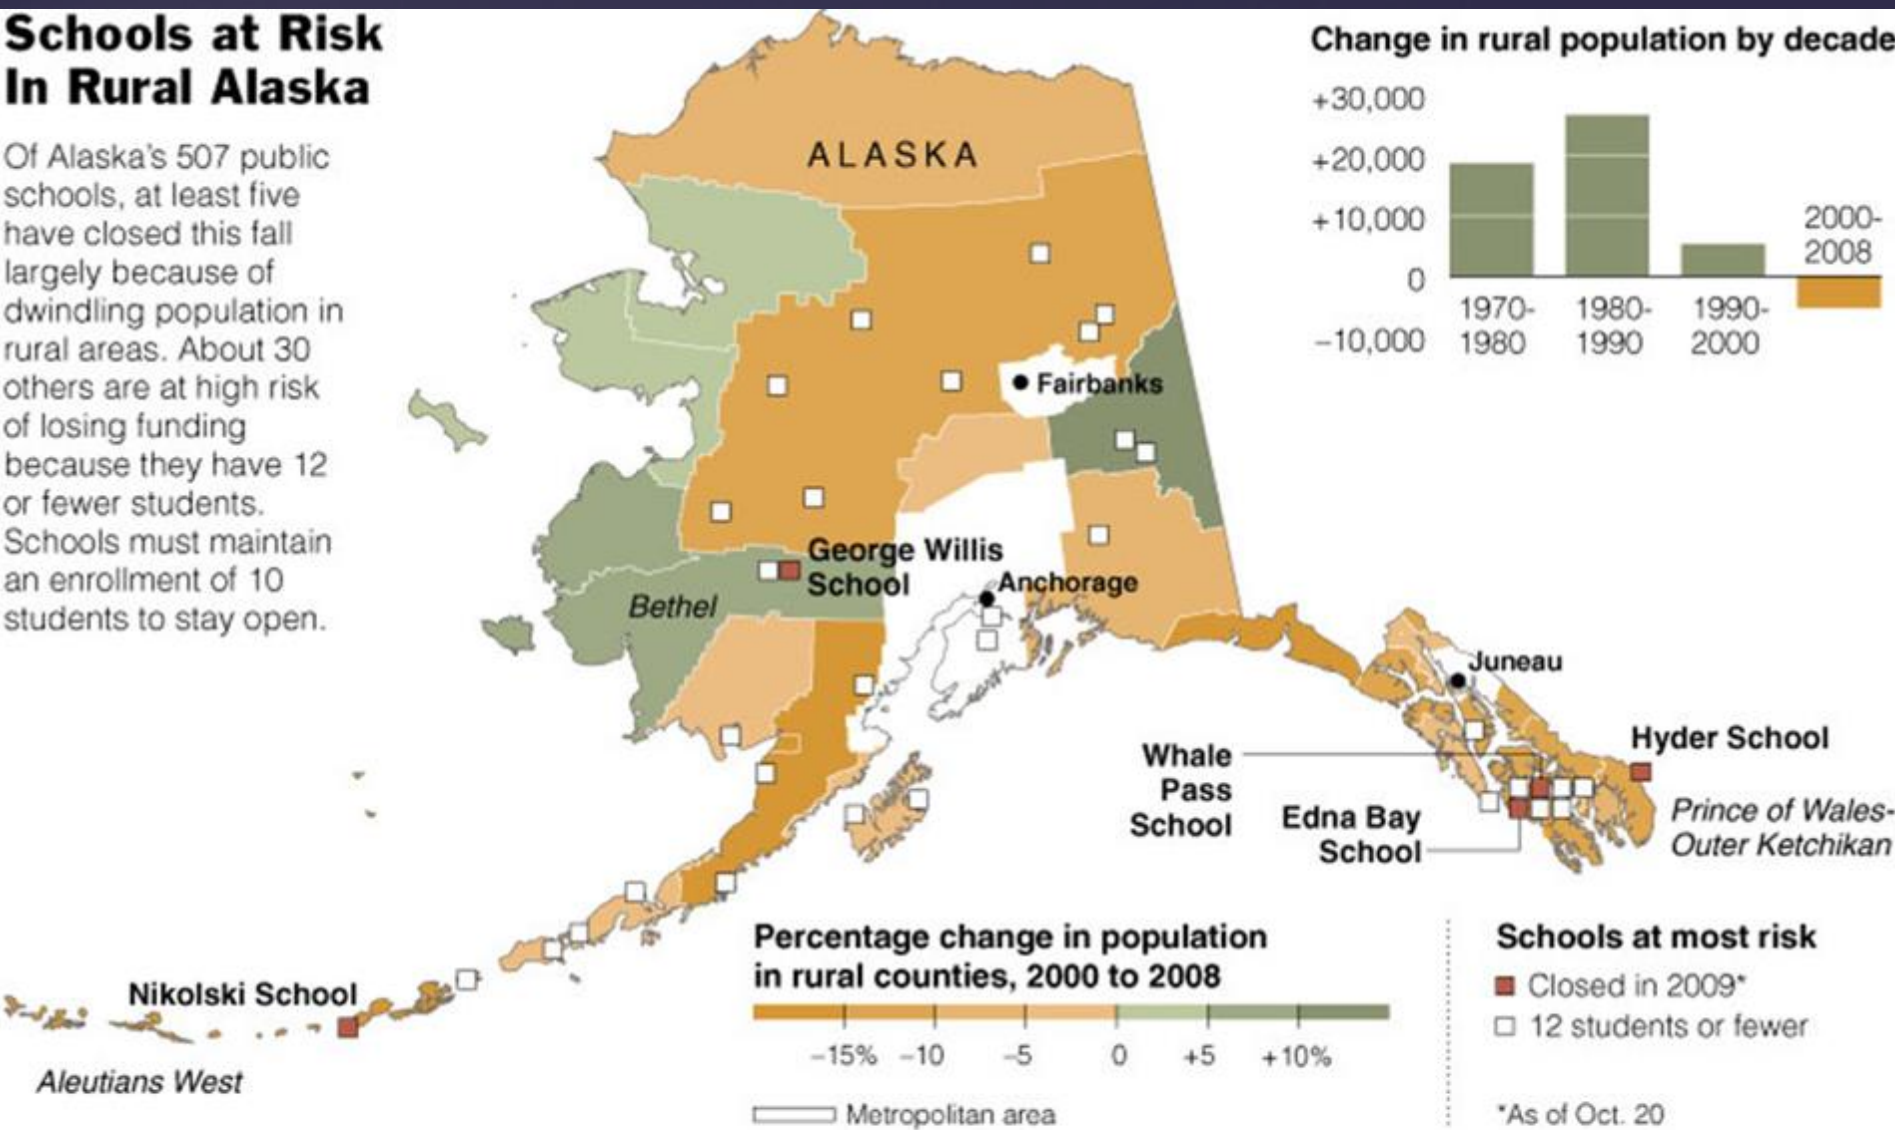 Schools at Risk
In Rural Alaska
Of Alaska's 507 public
schools, at least five
have closed this fall
largely because of
dwindling population in
rural areas. About 30
others are at high risk
of losing funding
because they have 12
or fewer students.
Schools must maintain
an enrollment of 10
students to stay open.
ALASKA
Change in rural population by decade
+30,000
+20,000
+10,000
0
−10,000
1970-
1980
1980-
1990
1990-
2000
2000-
2008
Fairbanks
George Willis
School
Anchorage
Bethel
Juneau
Hyder School
Whale
Pass
School
Edna Bay
School
Prince of Wales-
Outer Ketchikan
Nikolski School
Aleutians West
Percentage change in population
in rural counties, 2000 to 2008
−15% −10 −5 0 +5 +10%
Metropolitan area
Schools at most risk
Closed in 2009*
12 students or fewer
*As of Oct. 20